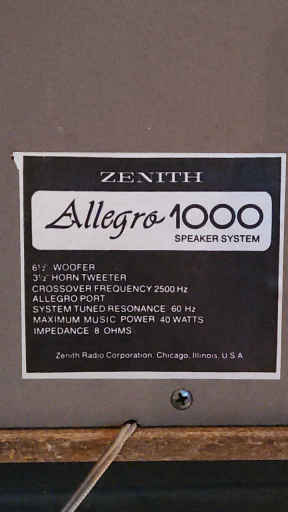 ZENITH
Allegro 1000
SPEAKER SYSTEM
6½" WOOFER
3½" HORN TWEETER
CROSSOVER FREQUENCY 2500 Hz
ALLEGRO PORT
SYSTEM TUNED RESONANCE 60 Hz
MAXIMUM MUSIC POWER 40 WATTS
IMPEDANCE 8 OHMS
Zenith Radio Corporation, Chicago, Illinois, U.S.A